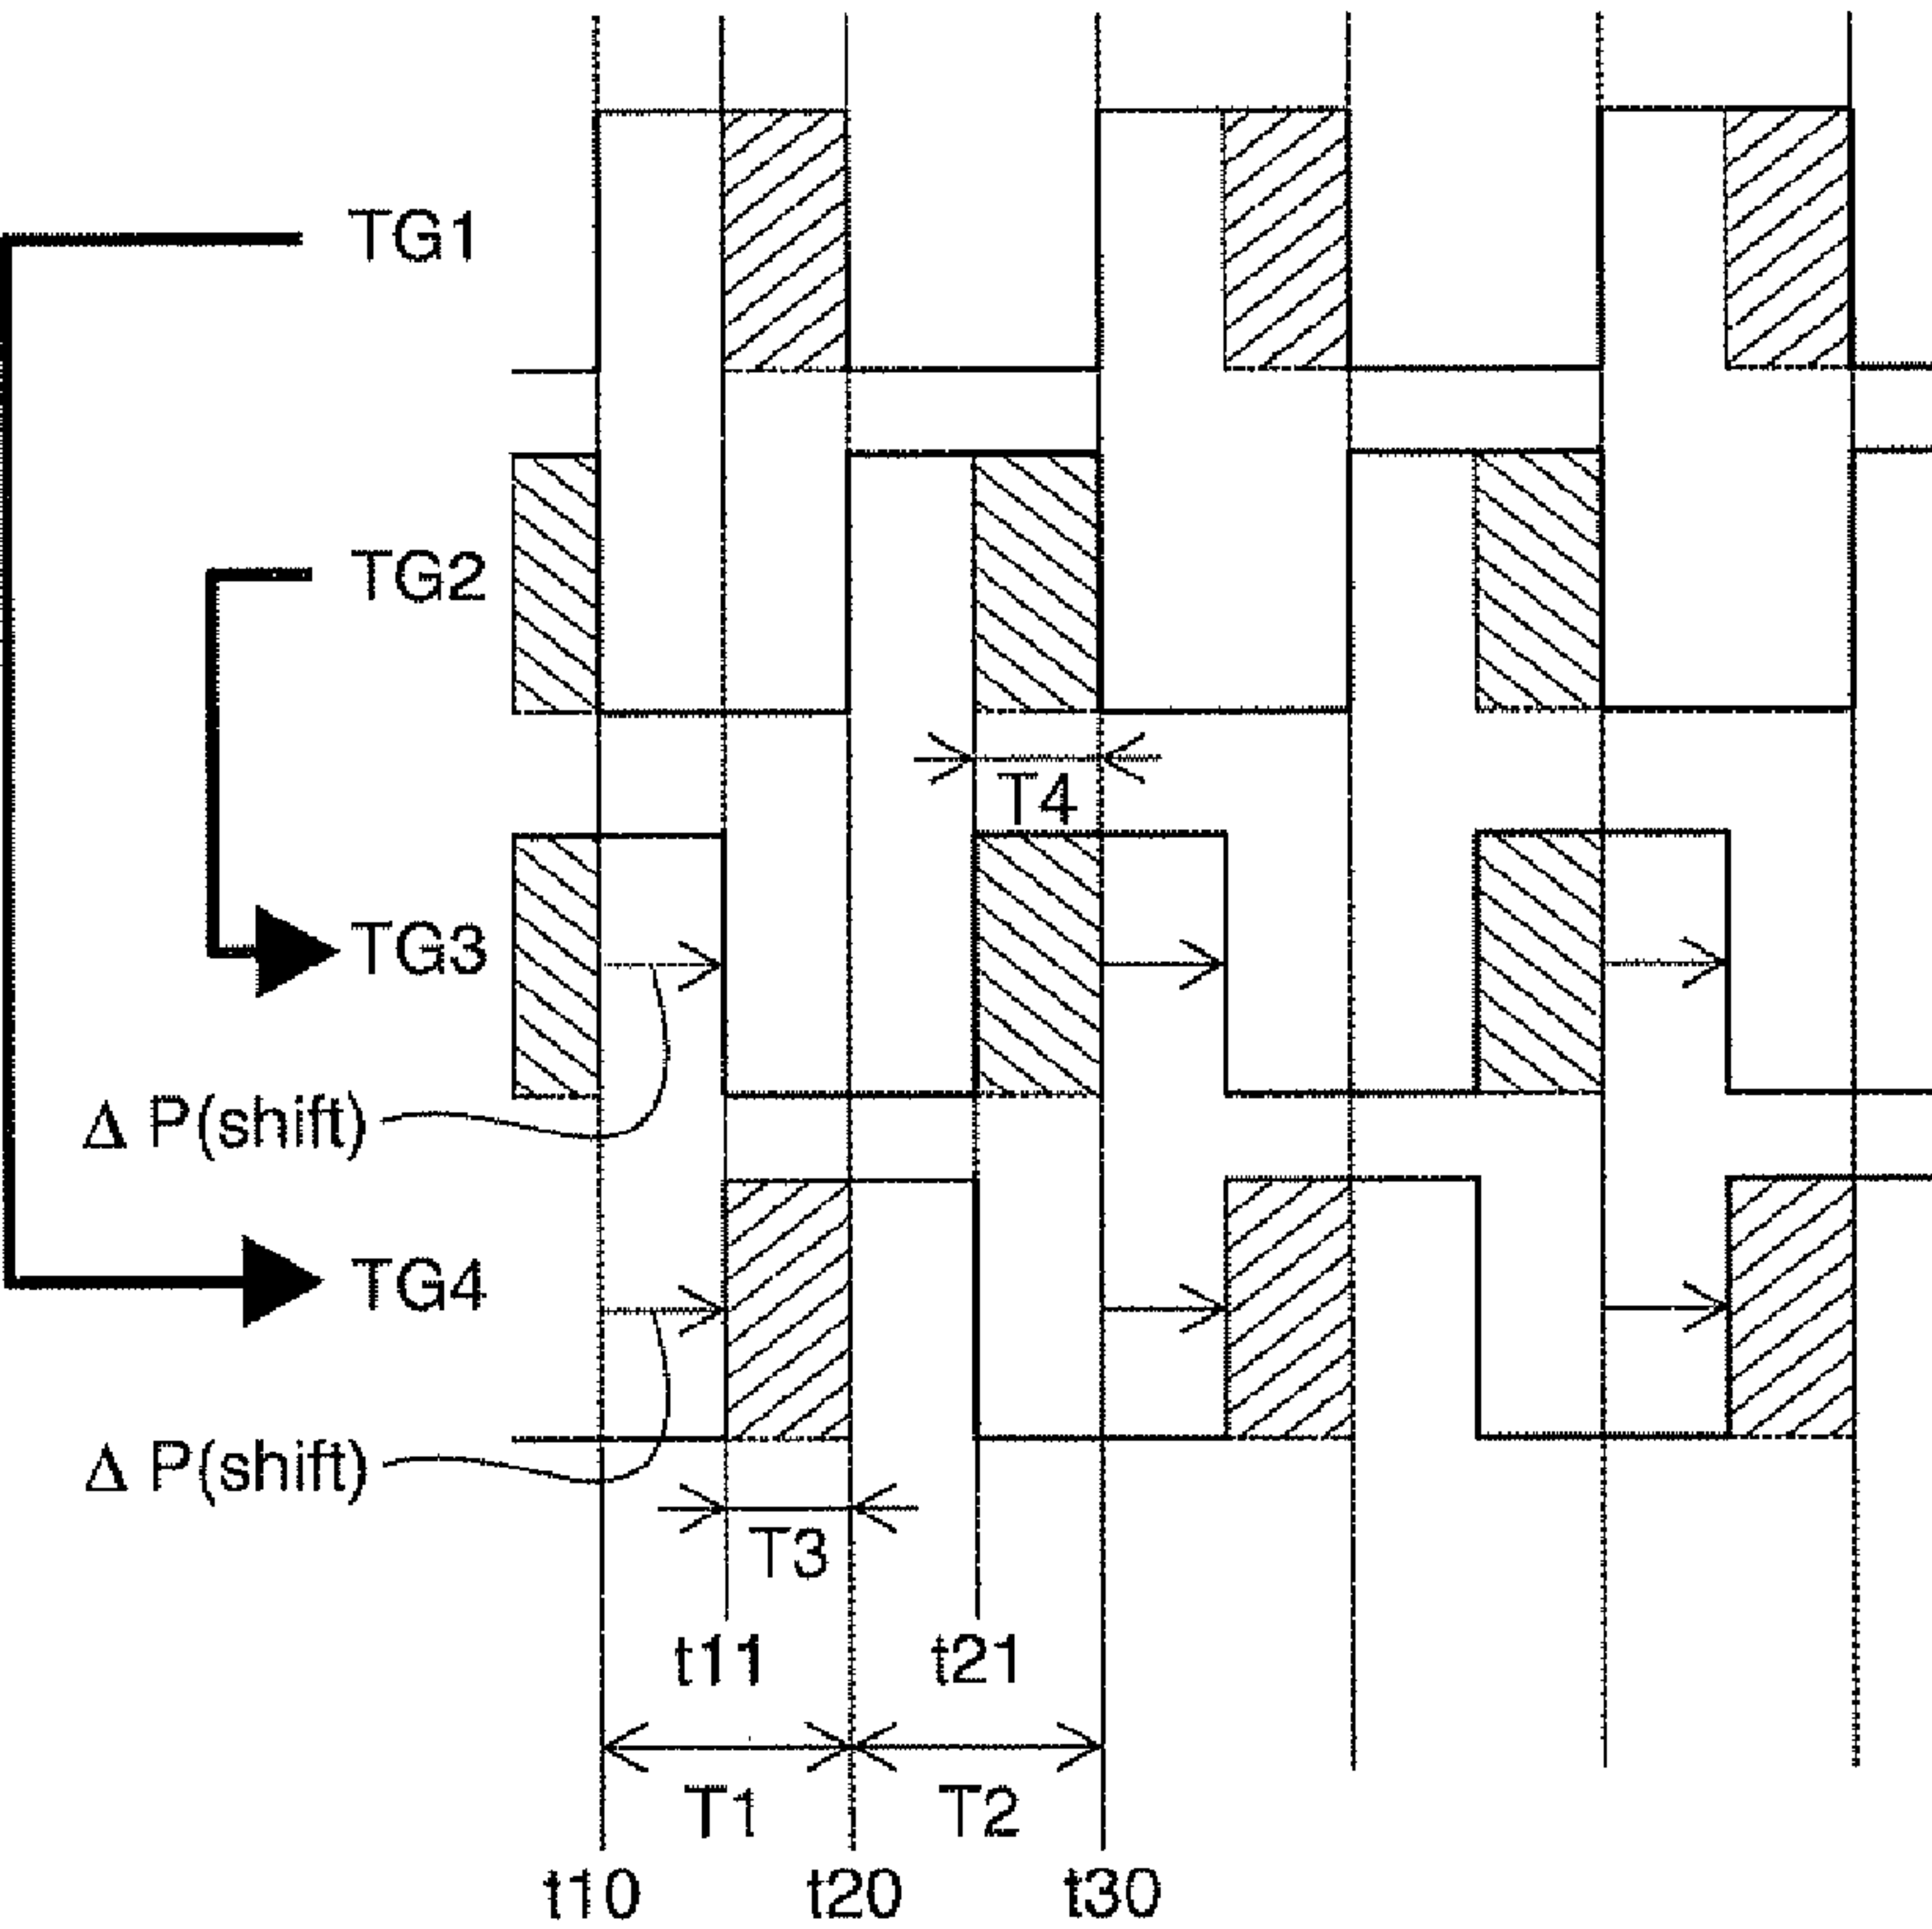 TG1
TG2
T4
TG3
Δ P(shift)
TG4
Δ P(shift)
T3
t11 t21
T1 T2
t10 t20 t30